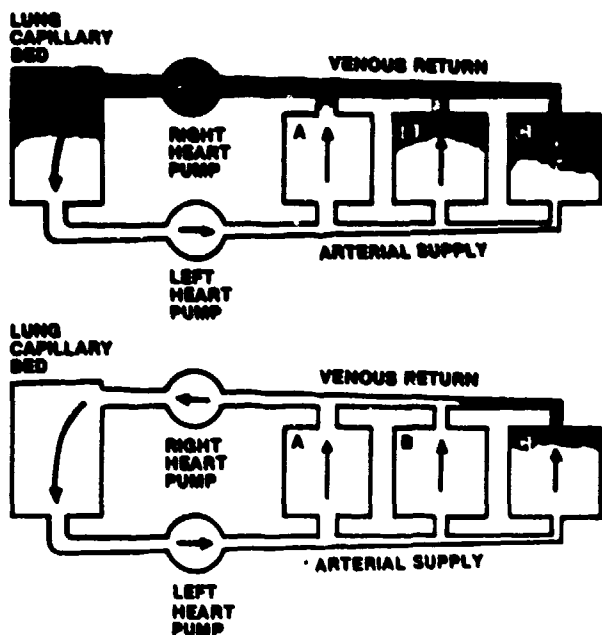 LUNG
CAPILLARY
BED
VENOUS RETURN
RIGHT
HEART
PUMP
A
B
C
ARTERIAL SUPPLY
LEFT
HEART
PUMP
LUNG
CAPILLARY
BED
VENOUS RETURN
RIGHT
HEART
PUMP
A
B
C
ARTERIAL SUPPLY
LEFT
HEART
PUMP